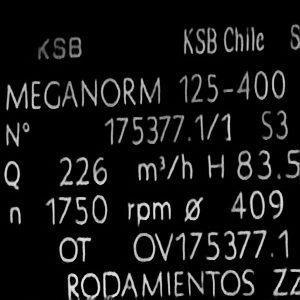 KSB KSB Chile S
MEGANORM 125-400
N° 175377.1/1 S3
Q 226 m³/h H 83.5
n 1750 rpm ø 409
OT OV175377.1
RODAMIENTOS ZZ